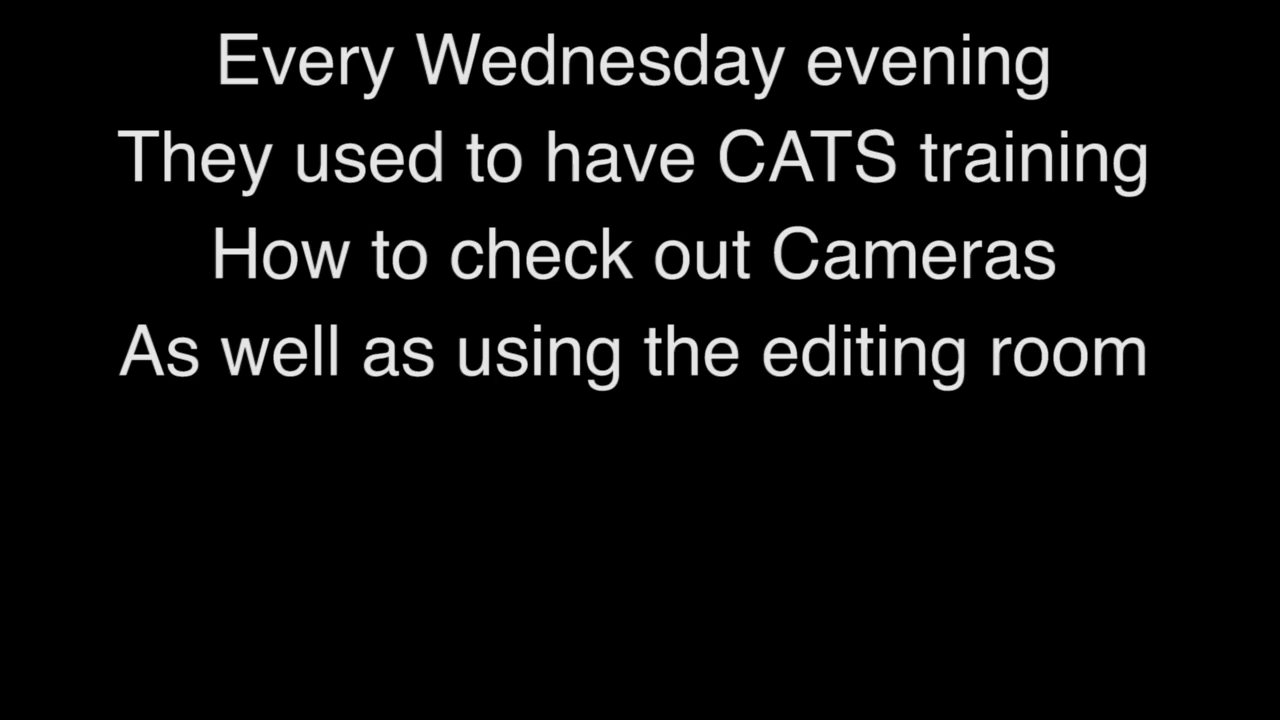 Every Wednesday evening
They used to have CATS training
How to check out Cameras
As well as using the editing room